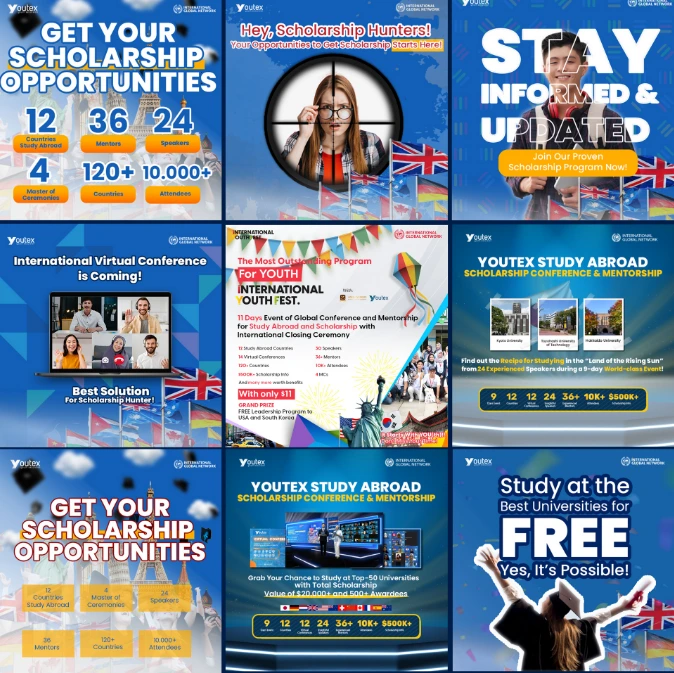 Youtex
INTERNATIONAL
GLOBAL NETWORK
GET YOUR
SCHOLARSHIP
OPPORTUNITIES
12
Countries
Study Abroad
36
Mentors
24
Speakers
4
Master of
Ceremonies
120+
Countries
10.000+
Attendees
Youtex
INTERNATIONAL
GLOBAL NETWORK
Hey, Scholarship Hunters!
Your Opportunities to Get Scholarship Starts Here!
Youtex
INTERNATIONAL
GLOBAL NETWORK
STAY
INFORMED &
UPDATED
Join Our Proven
Scholarship Program Now!
Youtex
INTERNATIONAL
GLOBAL NETWORK
International Virtual Conference
is Coming!
Best Solution
For Scholarship Hunter!
INTERNATIONAL
YOUTH FEST.
INTERNATIONAL
GLOBAL NETWORK
The Most Outstanding Program
For YOUTH
INTERNATIONAL
YOUTH FEST.
Youtex
11 Days Event of Global Conference and Mentorship
for Study Abroad and Scholarship with
International Closing Ceremony
12 Study Abroad Countries
14 Virtual Conferences
120+ Countries
And many more worth benefits
36+ Mentors
10K+ Attendees
4 MCs
With only $11
GRAND PRIZE
FREE Leadership Program to
USA and South Korea
Youtex
INTERNATIONAL
GLOBAL NETWORK
YOUTEX STUDY ABROAD
SCHOLARSHIP CONFERENCE & MENTORSHIP
Kyoto University
Hokkaido University
Find out the Recipe for Studying in the "Land of the Rising Sun"
from 24 Experienced Speakers during a 9-day World-class Event!
9 12 12 24 36+ 10K+ $500K+
Youtex
INTERNATIONAL
GLOBAL NETWORK
GET YOUR
SCHOLARSHIP
OPPORTUNITIES
12
Countries
Study Abroad
4
Master of
Ceremonies
24
Speakers
36
Mentors
120+
Countries
10.000+
Attendees
Youtex
INTERNATIONAL
GLOBAL NETWORK
YOUTEX STUDY ABROAD
SCHOLARSHIP CONFERENCE & MENTORSHIP
Grab Your Chance to Study at Top-50 Universities
with Total Scholarship
Value of $20.000+ and 500+ Awardees
9 12 12 24 36+ 10K+ $500K+
Youtex
INTERNATIONAL
GLOBAL NETWORK
Study at the
Best Universities for
FREE
Yes, It's Possible!